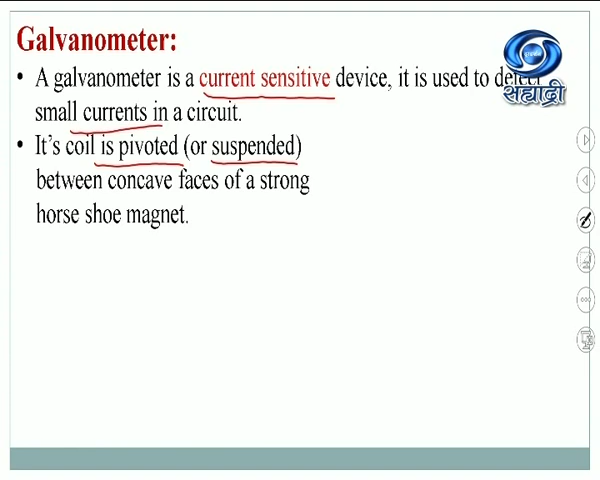 Galvanometer:
• A galvanometer is a current sensitive device, it is used to detect
small currents in a circuit.
• It's coil is pivoted (or suspended)
between concave faces of a strong
horse shoe magnet.
सह्याद्री